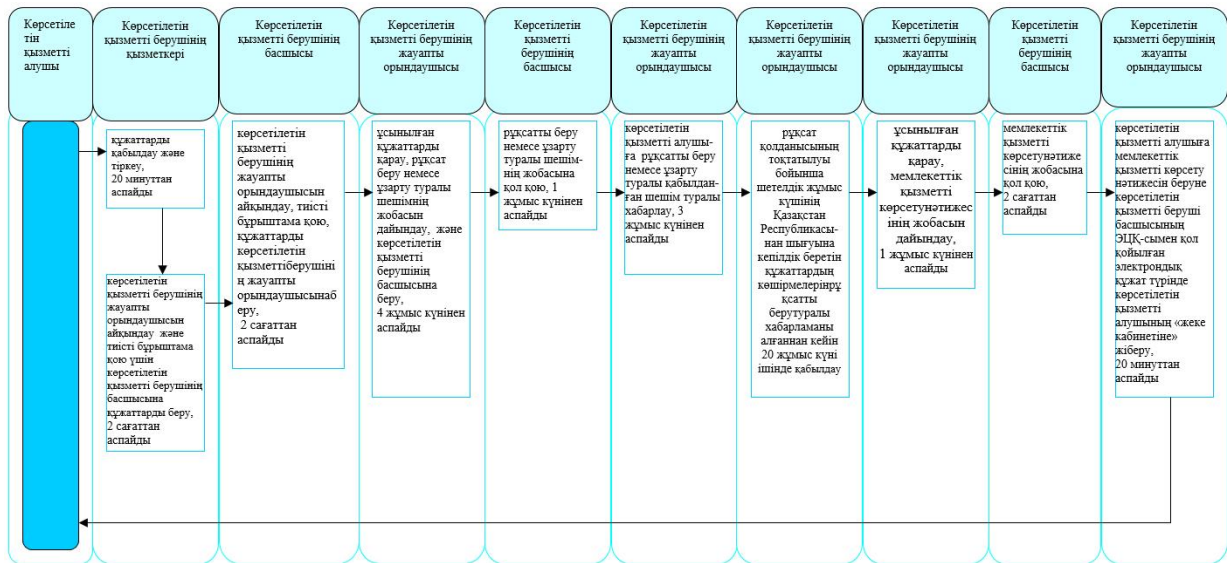 Көрсетіле
тін
қызметті
алушы
Көрсетілетін
қызметті берушінің
қызметкері
Көрсетілетін
қызметті берушінің
басшысы
Көрсетілетін
қызметті берушінің
жауапты
орындаушысы
Көрсетілетін
қызметті
берушінің
басшысы
Көрсетілетін
қызметті берушінің
жауапты
орындаушысы
Көрсетілетін
қызметті берушінің
жауапты
орындаушысы
Көрсетілетін
қызметті берушінің
жауапты
орындаушысы
Көрсетілетін
қызметті
берушінің
басшысы
Көрсетілетін
қызметті берушінің
жауапты
орындаушысы
құжаттарды
қабылдау және
тіркеу,
20 минуттан
аспайды
көрсетілетін
қызметті берушінің
жауапты
орындаушысын
айқындау және
тиісті бұрыштама
қою үшін
көрсетілетін
қызметті берушінің
басшысына
құжаттарды беру,
2 сағаттан
аспайды
көрсетілетін
қызметті
берушінің
жауапты
орындаушысын
айқындау, тиісті
бұрыштама қою,
құжаттарды
көрсетілетін
қызметтіберушіні
ң жауапты
орындаушысынаб
еру,
2 сағаттан
аспайды
ұсынылған
құжаттарды
қарау, рұқсат
беру немесе
ұзарту туралы
шешімнің
жобасын
дайындау, және
көрсетілетін
қызметті
берушінің
басшысына
беру,
4 жұмыс күнінен
аспайды
рұқсатты беру
немесе ұзарту
туралы шешім-
нің жобасына
қол қою, 1
жұмыс күнінен
аспайды
көрсетілетін
қызметті алушы-
ға рұқсатты беру
немесе ұзарту
туралы қабылдан-
ған шешім туралы
хабарлау, 3
жұмыс күнінен
аспайды
рұқсат
қолданысының
тоқтатылуы
бойынша
шетелдік жұмыс
күшінің
Қазақстан
Республикасы-
нан шығуына
кепілдік беретін
құжаттардың
көшірмелерінрұ
қсатты
берутуралы
хабарламаны
алғаннан кейін
20 жұмыс күні
ішінде қабылдау
ұсынылған
құжаттарды
қарау,
мемлекеттік
қызметті
көрсетунәтижес
інің жобасын
дайындау,
1 жұмыс күнінен
аспайды
мемлекеттік
қызметті
көрсетунәтиже
сінің жобасына
қол қою,
2 сағаттан
аспайды
көрсетілетін
қызметті алушыға
мемлекеттік
қызметті көрсету
нәтижесін беруне
көрсетілетін
қызметті беруші
басшысының
ЭЦҚ-сымен қол
қойылған
электрондық
құжат түрінде
көрсетілетін
қызметті
алушының «жеке
кабинетіне»
жіберу,
20 минуттан
аспайды